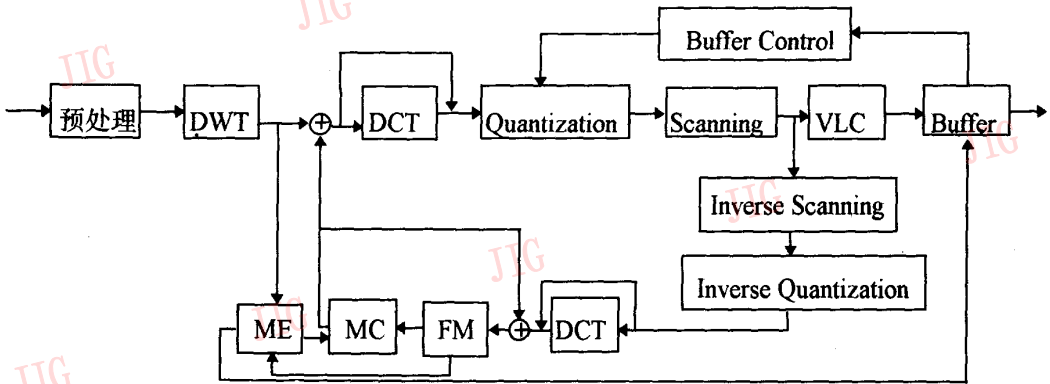 JIG
Buffer Control
JIG
预处理
DWT
DCT
Quantization
Scanning
VLC
Buffer
JIG
JIG
Inverse Scanning
JIG
Inverse Quantization
JIG
ME
MC
FM
DCT
JIG